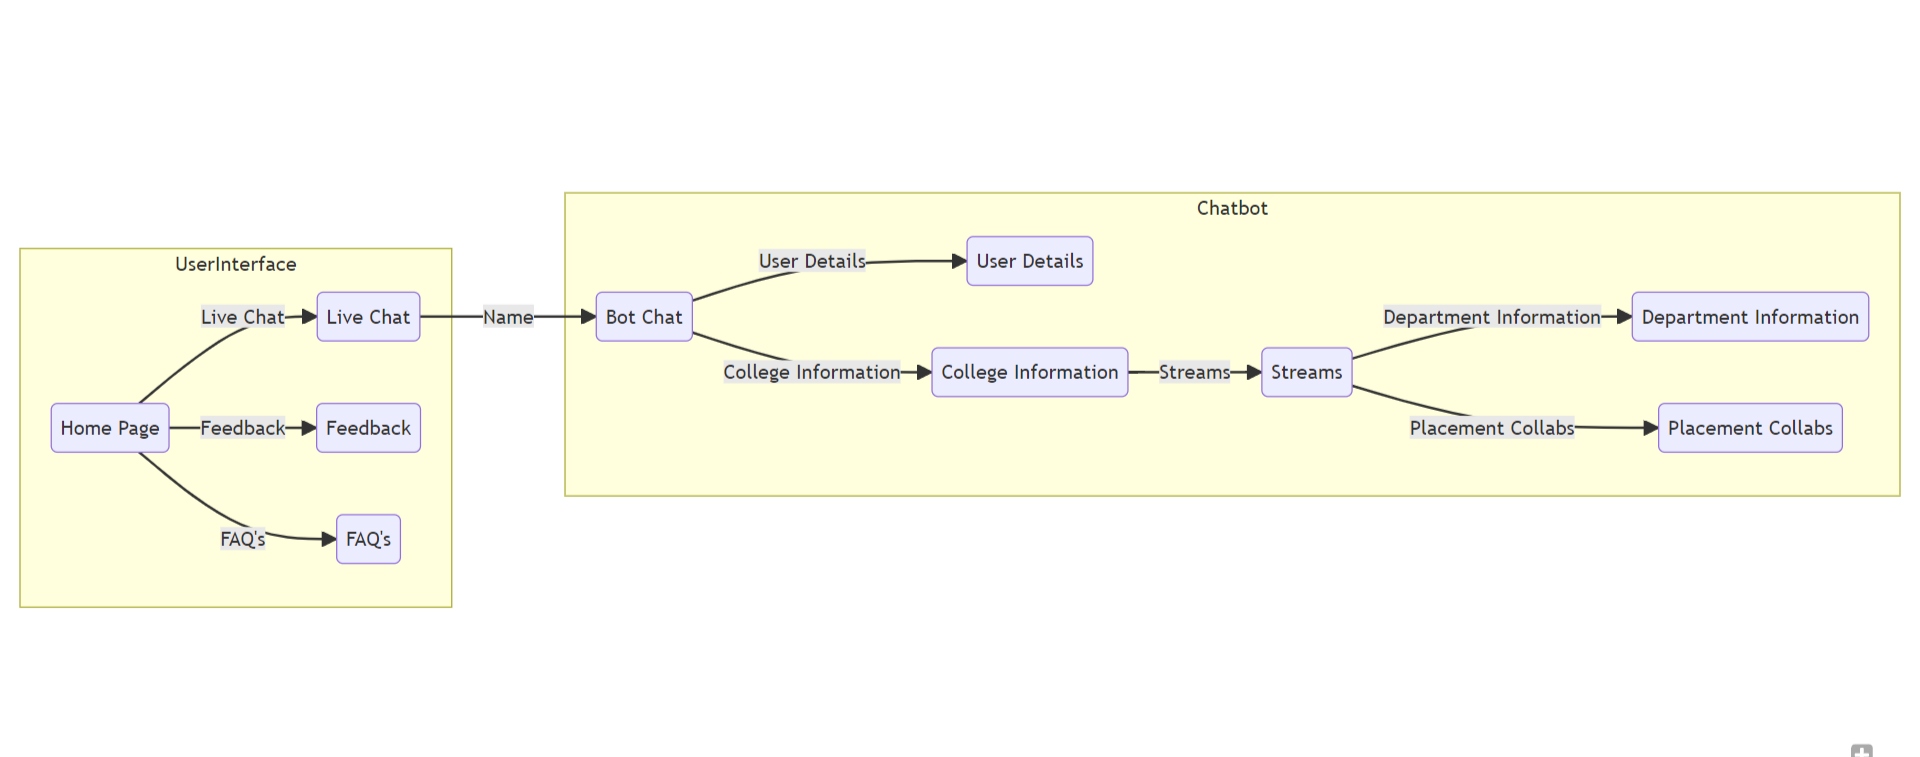 UserInterface
Live Chat
Live Chat
Home Page
Feedback
Feedback
FAQ's
FAQ's
Name
Chatbot
Bot Chat
User Details
User Details
College Information
College Information
Streams
Streams
Department Information
Department Information
Placement Collabs
Placement Collabs